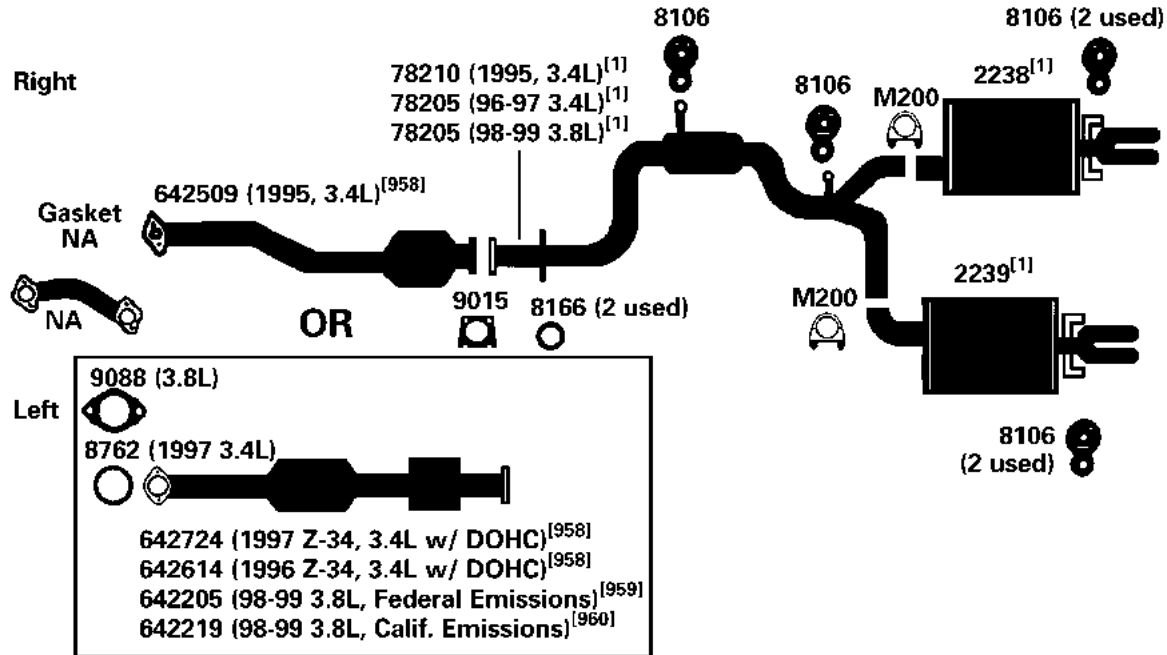 8106
8106 (2 used)
Right
78210 (1995, 3.4L)[1]
78205 (96-97 3.4L)[1]
78205 (98-99 3.8L)[1]
8106
M200
2238[1]
642509 (1995, 3.4L)[958]
Gasket
NA
NA
OR
9015
8166 (2 used)
M200
2239[1]
Left
9088 (3.8L)
8762 (1997 3.4L)
8106
(2 used)
642724 (1997 Z-34, 3.4L w/ DOHC)[958]
642614 (1996 Z-34, 3.4L w/ DOHC)[958]
642205 (98-99 3.8L, Federal Emissions)[959]
642219 (98-99 3.8L, Calif. Emissions)[960]